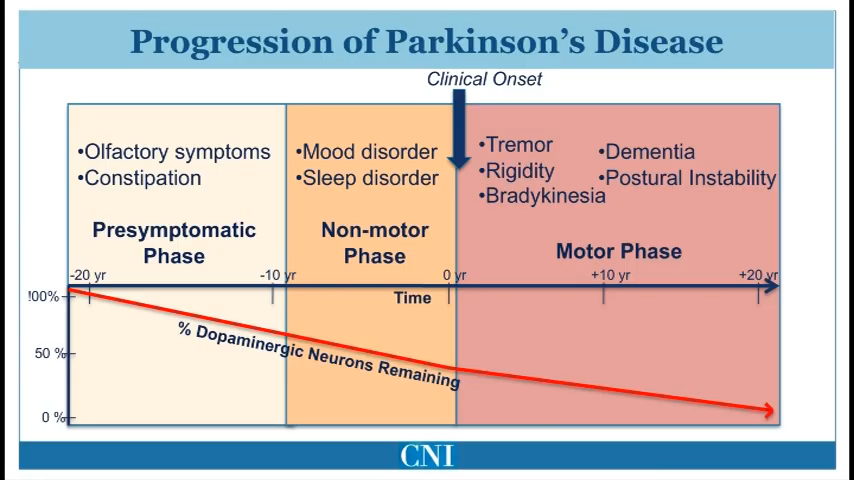 Progression of Parkinson's Disease
Clinical Onset
•Olfactory symptoms
•Constipation
Presymptomatic
Phase
•Mood disorder
•Sleep disorder
Non-motor
Phase
•Tremor
•Rigidity
•Bradykinesia
•Dementia
•Postural Instability
Motor Phase
-20 yr
-10 yr
0 yr
+10 yr
+20 yr
Time
100%
50 %
0 %
% Dopaminergic Neurons Remaining
CNI